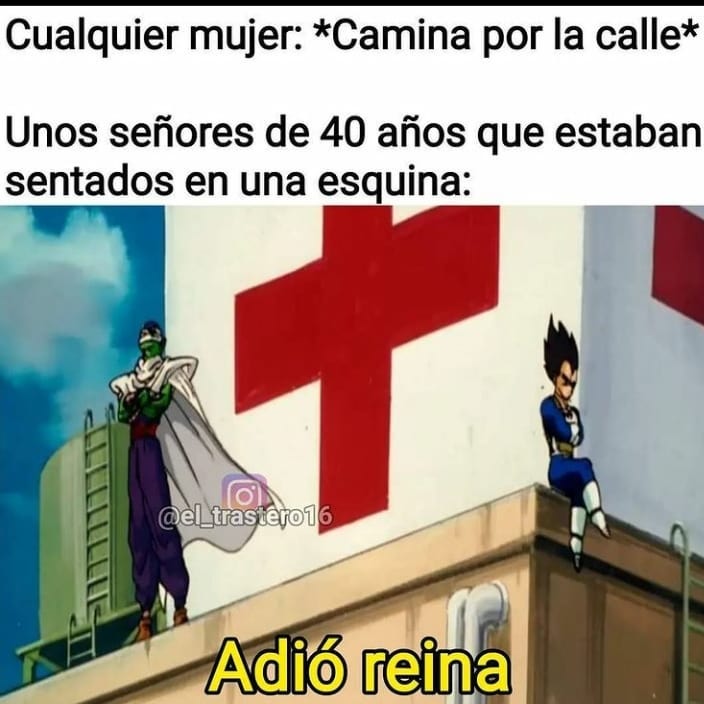 Cualquier mujer: *Camina por la calle*
Unos señores de 40 años que estaban
sentados en una esquina:
@el_trastero16
Adió reina